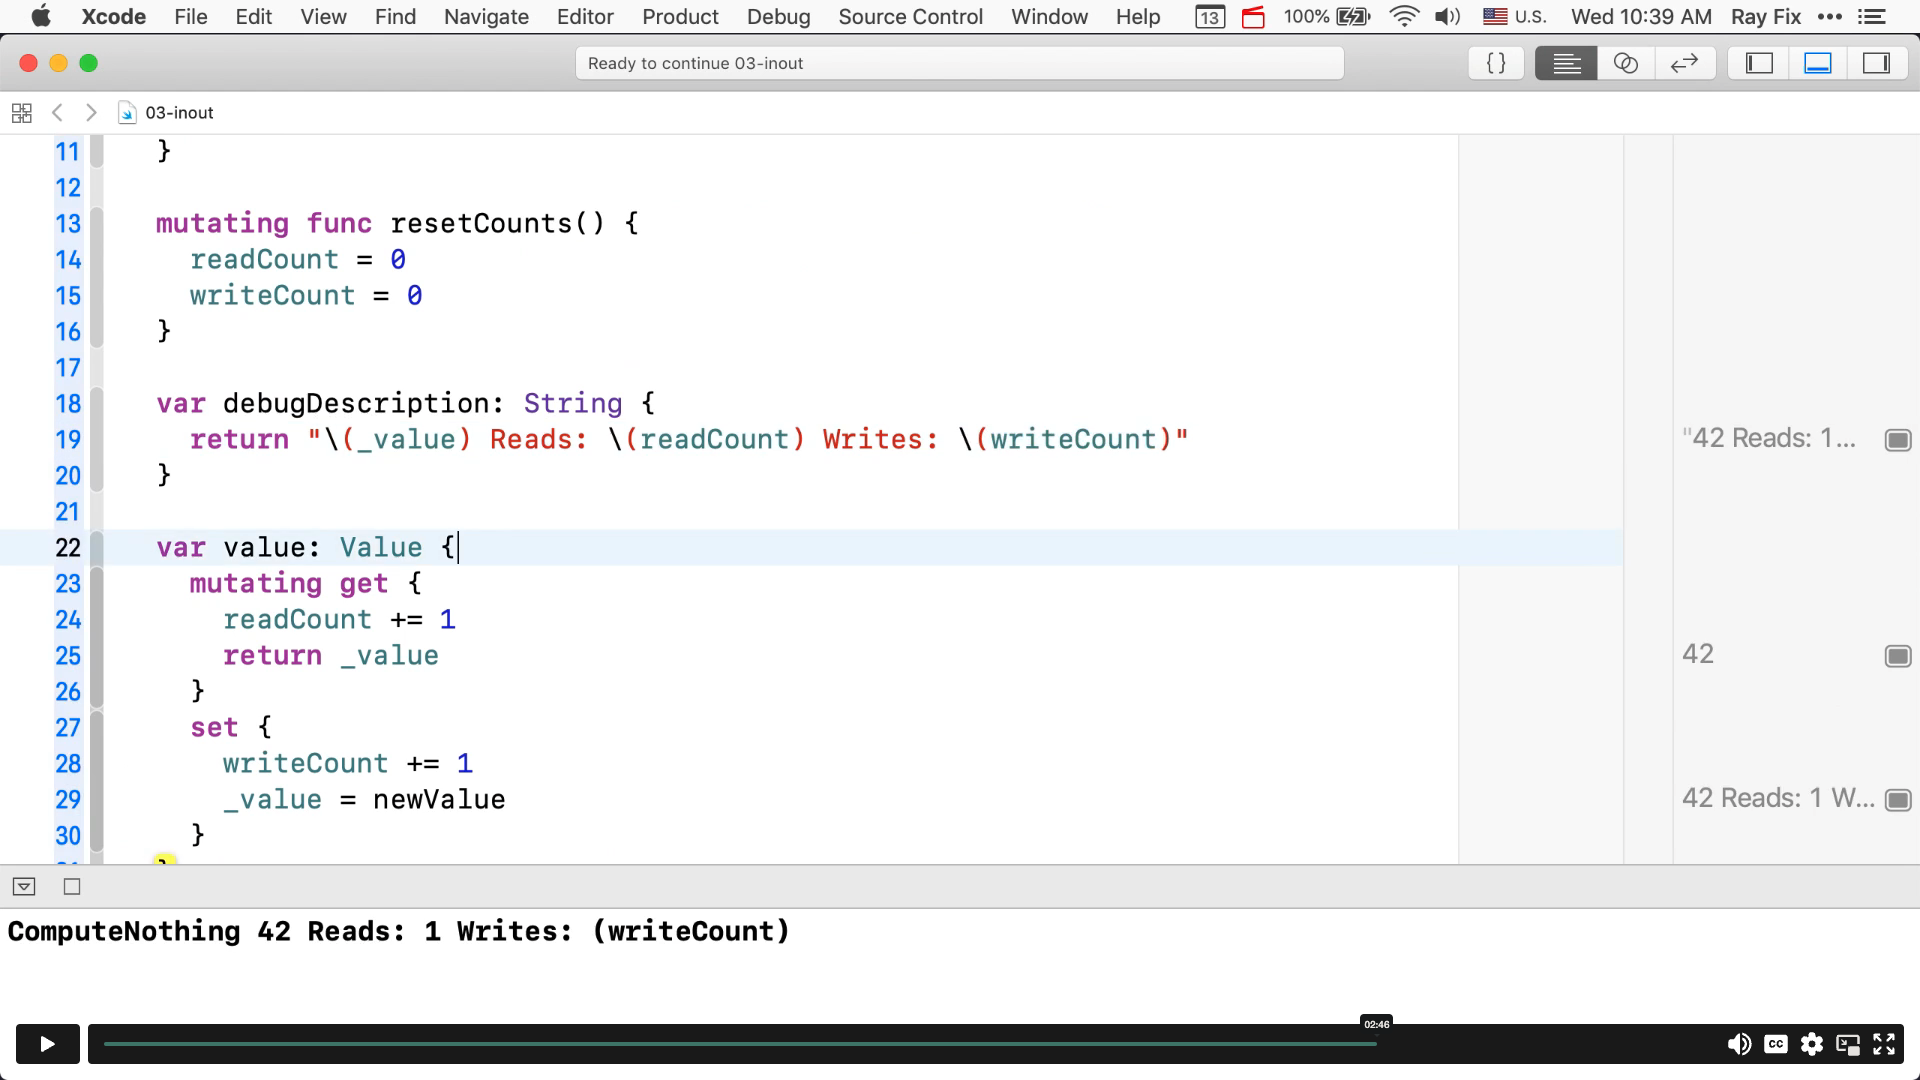 Xcode File Edit View Find Navigate Editor Product Debug Source Control Window Help 13 100% U.S. Wed 10:39 AM Ray Fix
Ready to continue 03-inout
{ }
03-inout
11 }
12
13 mutating func resetCounts() {
14 readCount = 0
15 writeCount = 0
16 }
17
18 var debugDescription: String {
19 return "\(_value) Reads: \(readCount) Writes: \(writeCount)" "42 Reads: 1...
20 }
21
22 var value: Value {
23 mutating get {
24 readCount += 1
25 return _value 42
26 }
27 set {
28 writeCount += 1
29 _value = newValue 42 Reads: 1 W...
30 }
ComputeNothing 42 Reads: 1 Writes: (writeCount)
02:46
CC